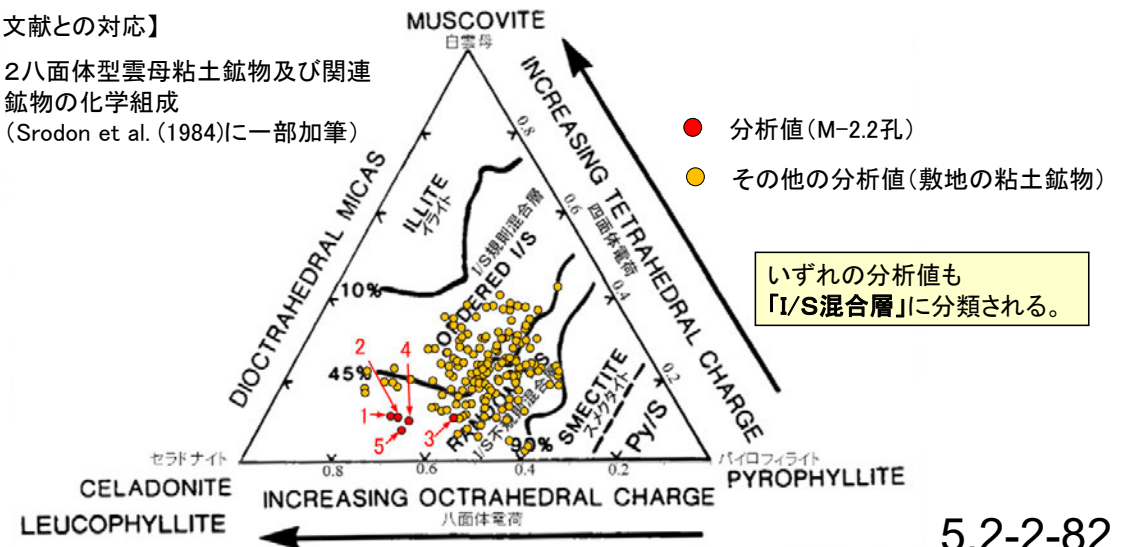 文献との対応】
2八面体型雲母粘土鉱物及び関連
鉱物の化学組成
(Srodon et al. (1984)に一部加筆)
MUSCOVITE
白雲母
INCREASING TETRAHEDRAL CHARGE
四面体電荷
0.8
0.6
0.4
0.2
分析値(M-2.2孔)
その他の分析値(敷地の粘土鉱物)
いずれの分析値も
「I/S混合層」に分類される。
DIOCTRAHEDRAL MICAS
ILLITE
イライト
I/S規則混合層
ORDERED I/S
10%
45%
90%
I/S不規則混合層
SMECTITE
スメクタイト
Py/S
2
4
1
5
3
セラドナイト
CELADONITE
LEUCOPHYLLITE
0.8
0.6
0.4
0.2
INCREASING OCTRAHEDRAL CHARGE
八面体電荷
パイロフィライト
PYROPHYLLITE
5.2-2-82